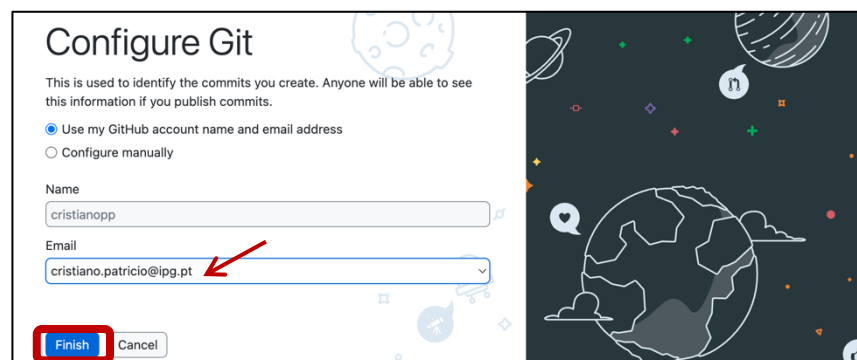 Configure Git
This is used to identify the commits you create. Anyone will be able to see
this information if you publish commits.
Use my GitHub account name and email address
Configure manually
Name
cristianopp
Email
cristiano.patricio@ipg.pt
Finish Cancel